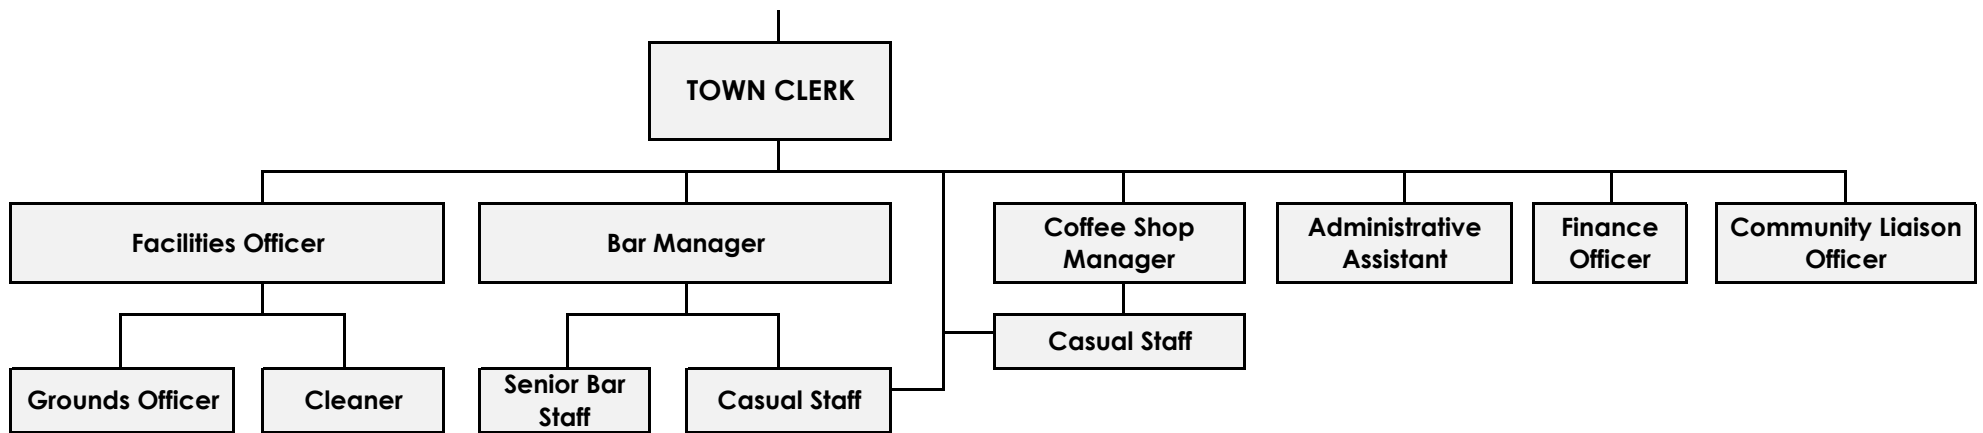 TOWN CLERK
Facilities Officer
Bar Manager
Coffee Shop
Manager
Administrative
Assistant
Finance
Officer
Community Liaison
Officer
Casual Staff
Grounds Officer
Cleaner
Senior Bar
Staff
Casual Staff